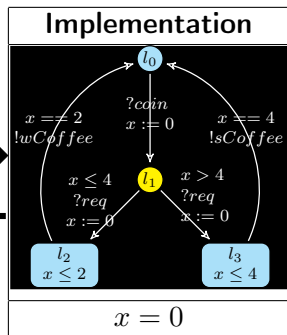 Implementation
l₀
x == 2
!wCoffee
?coin
x := 0
x == 4
!sCoffee
l₁
x ≤ 4
?req
x := 0
x > 4
?req
x := 0
l₂
x ≤ 2
l₃
x ≤ 4
x = 0